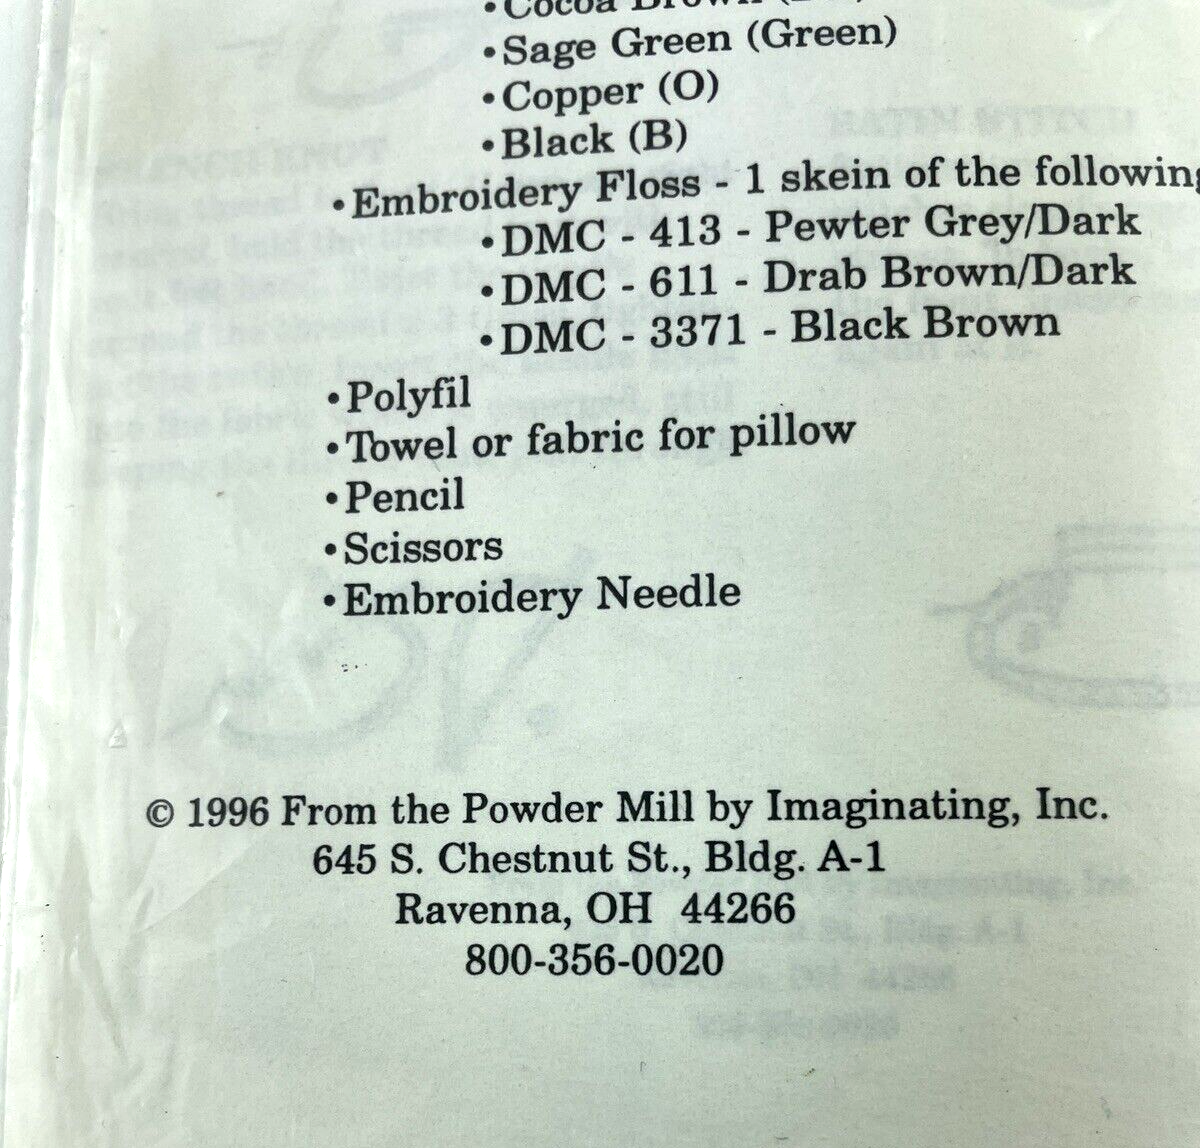 •Cocoa Brown
•Sage Green (Green)
•Copper (O)
•Black (B)
•Embroidery Floss - 1 skein of the following
•DMC - 413 - Pewter Grey/Dark
•DMC - 611 - Drab Brown/Dark
•DMC - 3371 - Black Brown
•Polyfil
•Towel or fabric for pillow
•Pencil
•Scissors
•Embroidery Needle
© 1996 From the Powder Mill by Imaginating, Inc.
645 S. Chestnut St., Bldg. A-1
Ravenna, OH 44266
800-356-0020